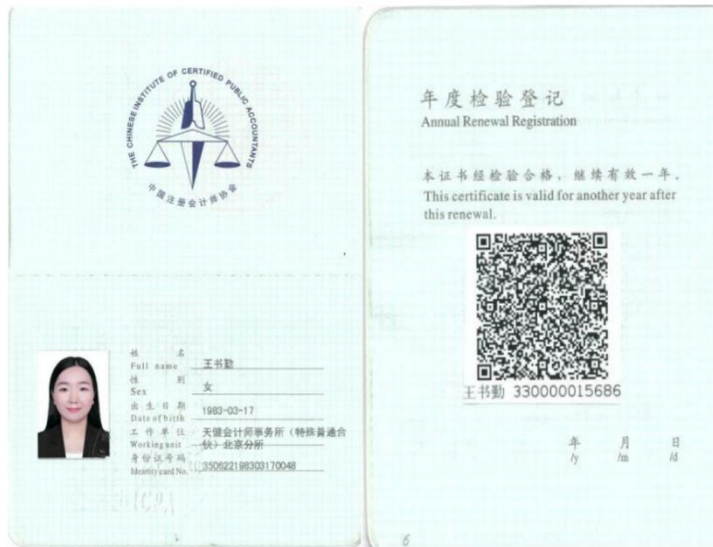 THE CHINESE INSTITUTE OF CERTIFIED PUBLIC ACCOUNTANTS
中国注册会计师协会
姓 名
Full name 王书勤
性 别
Sex 女
出生日期
Date of birth 1983-03-17
工作单位
Working unit 天健会计师事务所（特殊普通合
伙）北京分所
身份证号码
Identity card No. 350622198303170048
年度检验登记
Annual Renewal Registration
本证书经检验合格，继续有效一年。
This certificate is valid for another year after
this renewal.
王书勤 330000015686
年 月 日
/y /m /d
6